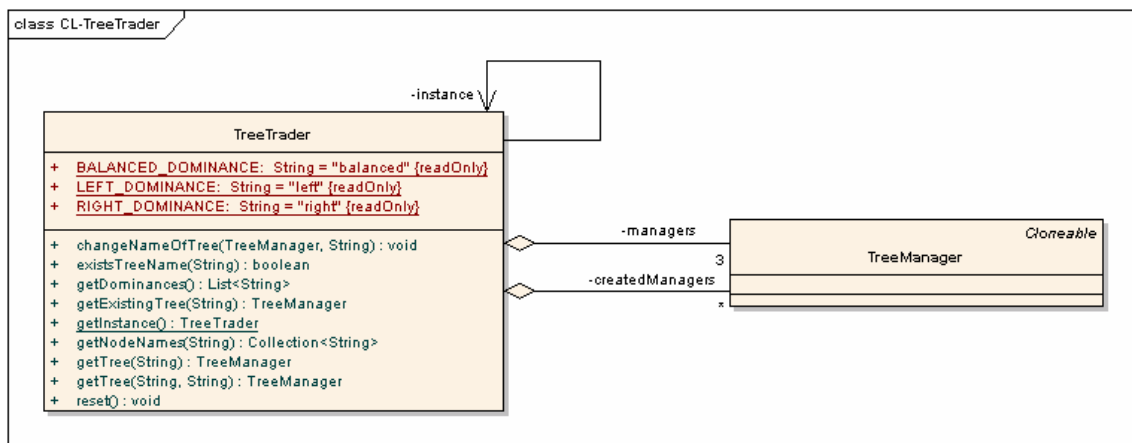 class CL-TreeTrader
-instance
TreeTrader
+ BALANCED_DOMINANCE: String = "balanced" {readOnly}
+ LEFT_DOMINANCE: String = "left" {readOnly}
+ RIGHT_DOMINANCE: String = "right" {readOnly}
+ changeNameOfTree(TreeManager, String) : void
+ existsTreeName(String) : boolean
+ getDominances() : List<String>
+ getExistingTree(String) : TreeManager
+ getInstance() : TreeTrader
+ getNodeNames(String) : Collection<String>
+ getTree(String) : TreeManager
+ getTree(String, String) : TreeManager
+ reset() : void
-managers
3
-createdManagers
*
Cloneable
TreeManager